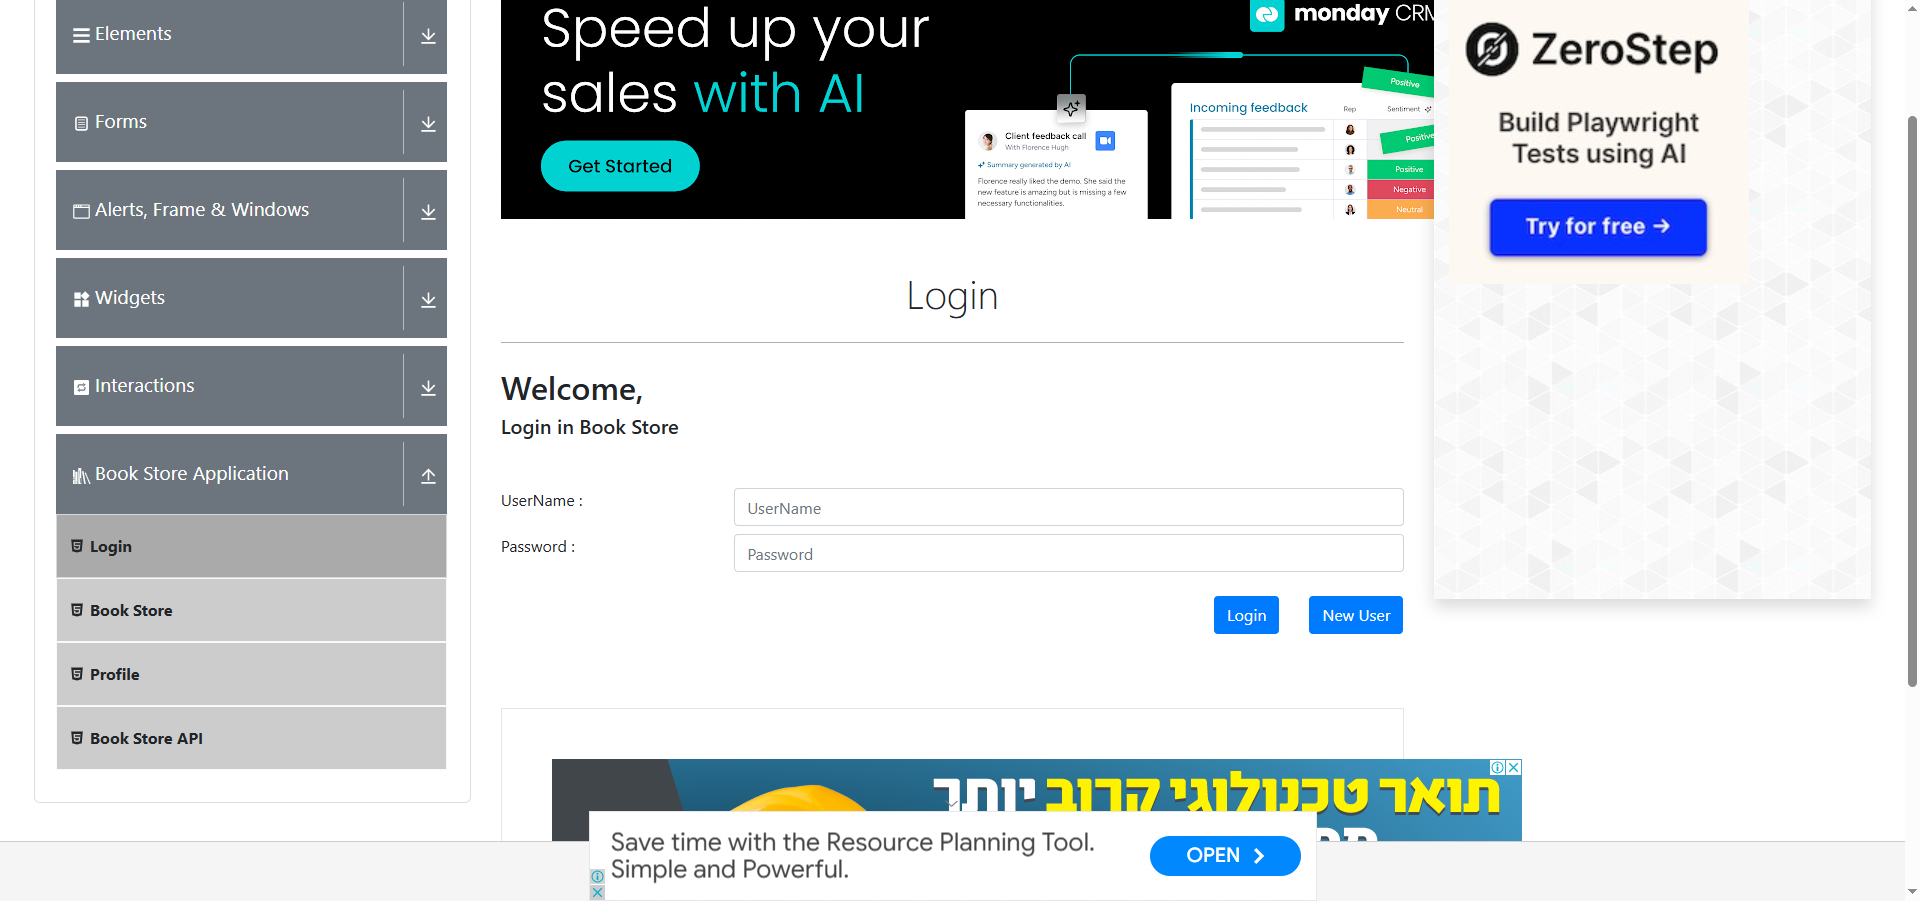 Elements
Forms
Alerts, Frame & Windows
Widgets
Interactions
Book Store Application
Login
Book Store
Profile
Book Store API
Speed up your
sales with AI
Get Started
monday CRM
Client feedback call
With Florence Hugh
Summary generated by AI
Florence really liked the demo. She said the
new feature is amazing but is missing a few
necessary functionalities.
Incoming feedback
Rep
Sentiment
Positive
Positive
Positive
Negative
Neutral
Login
Welcome,
Login in Book Store
UserName :
UserName
Password :
Password
Login
New User
ZeroStep
Build Playwright
Tests using AI
Try for free →
תואר טכנולוגי קרוב יותר
Save time with the Resource Planning Tool.
Simple and Powerful.
OPEN